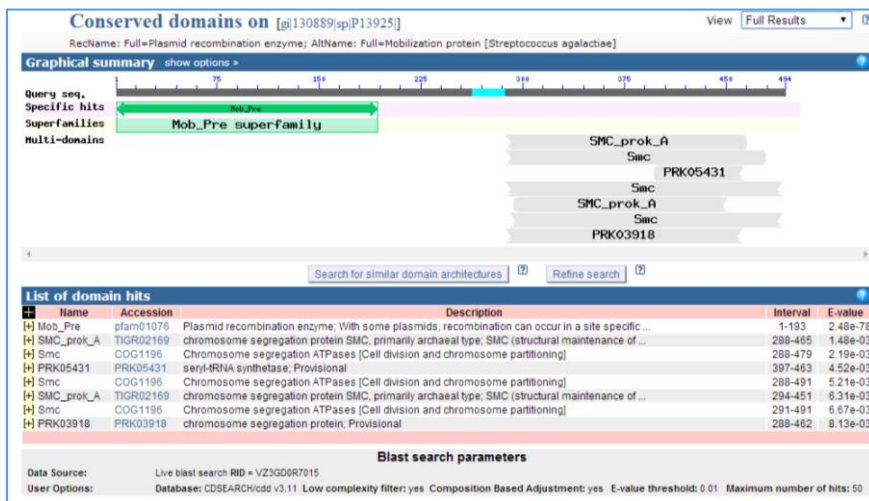 Conserved domains on [gi|130889|sp|P13925|]
View Full Results
RecName: Full=Plasmid recombination enzyme; AltName: Full=Mobilization protein [Streptococcus agalactiae]
Graphical summary show options »
1 75 150 225 300 375 450 494
Query seq.
Specific hits Mob_Pre
Superfamilies Mob_Pre superfamily
Multi-domains SMC_prok_A
Smc
PRK05431
Smc
SMC_prok_A
Smc
PRK03918
Search for similar domain architectures Refine search
List of domain hits
Name Accession Description Interval E-value
[+] Mob_Pre pfam01076 Plasmid recombination enzyme; With some plasmids, recombination can occur in a site specific ... 1-193 2.48e-78
[+] SMC_prok_A TIGR02169 chromosome segregation protein SMC, primarily archaeal type; SMC (structural maintenance of ... 288-465 1.48e-03
[+] Smc COG1196 Chromosome segregation ATPases [Cell division and chromosome partitioning] 288-479 2.19e-03
[+] PRK05431 PRK05431 seryl-tRNA synthetase; Provisional 397-463 4.52e-03
[+] Smc COG1196 Chromosome segregation ATPases [Cell division and chromosome partitioning] 288-491 5.21e-03
[+] SMC_prok_A TIGR02169 chromosome segregation protein SMC, primarily archaeal type; SMC (structural maintenance of ... 294-451 6.31e-03
[+] Smc COG1196 Chromosome segregation ATPases [Cell division and chromosome partitioning] 291-491 6.67e-03
[+] PRK03918 PRK03918 chromosome segregation protein; Provisional 288-462 8.13e-03
Blast search parameters
Data Source: Live blast search RID = VZ3GD0R7015
User Options: Database: CDSEARCH/cdd v3.11 Low complexity filter: yes Composition Based Adjustment: yes E-value threshold: 0.01 Maximum number of hits: 50